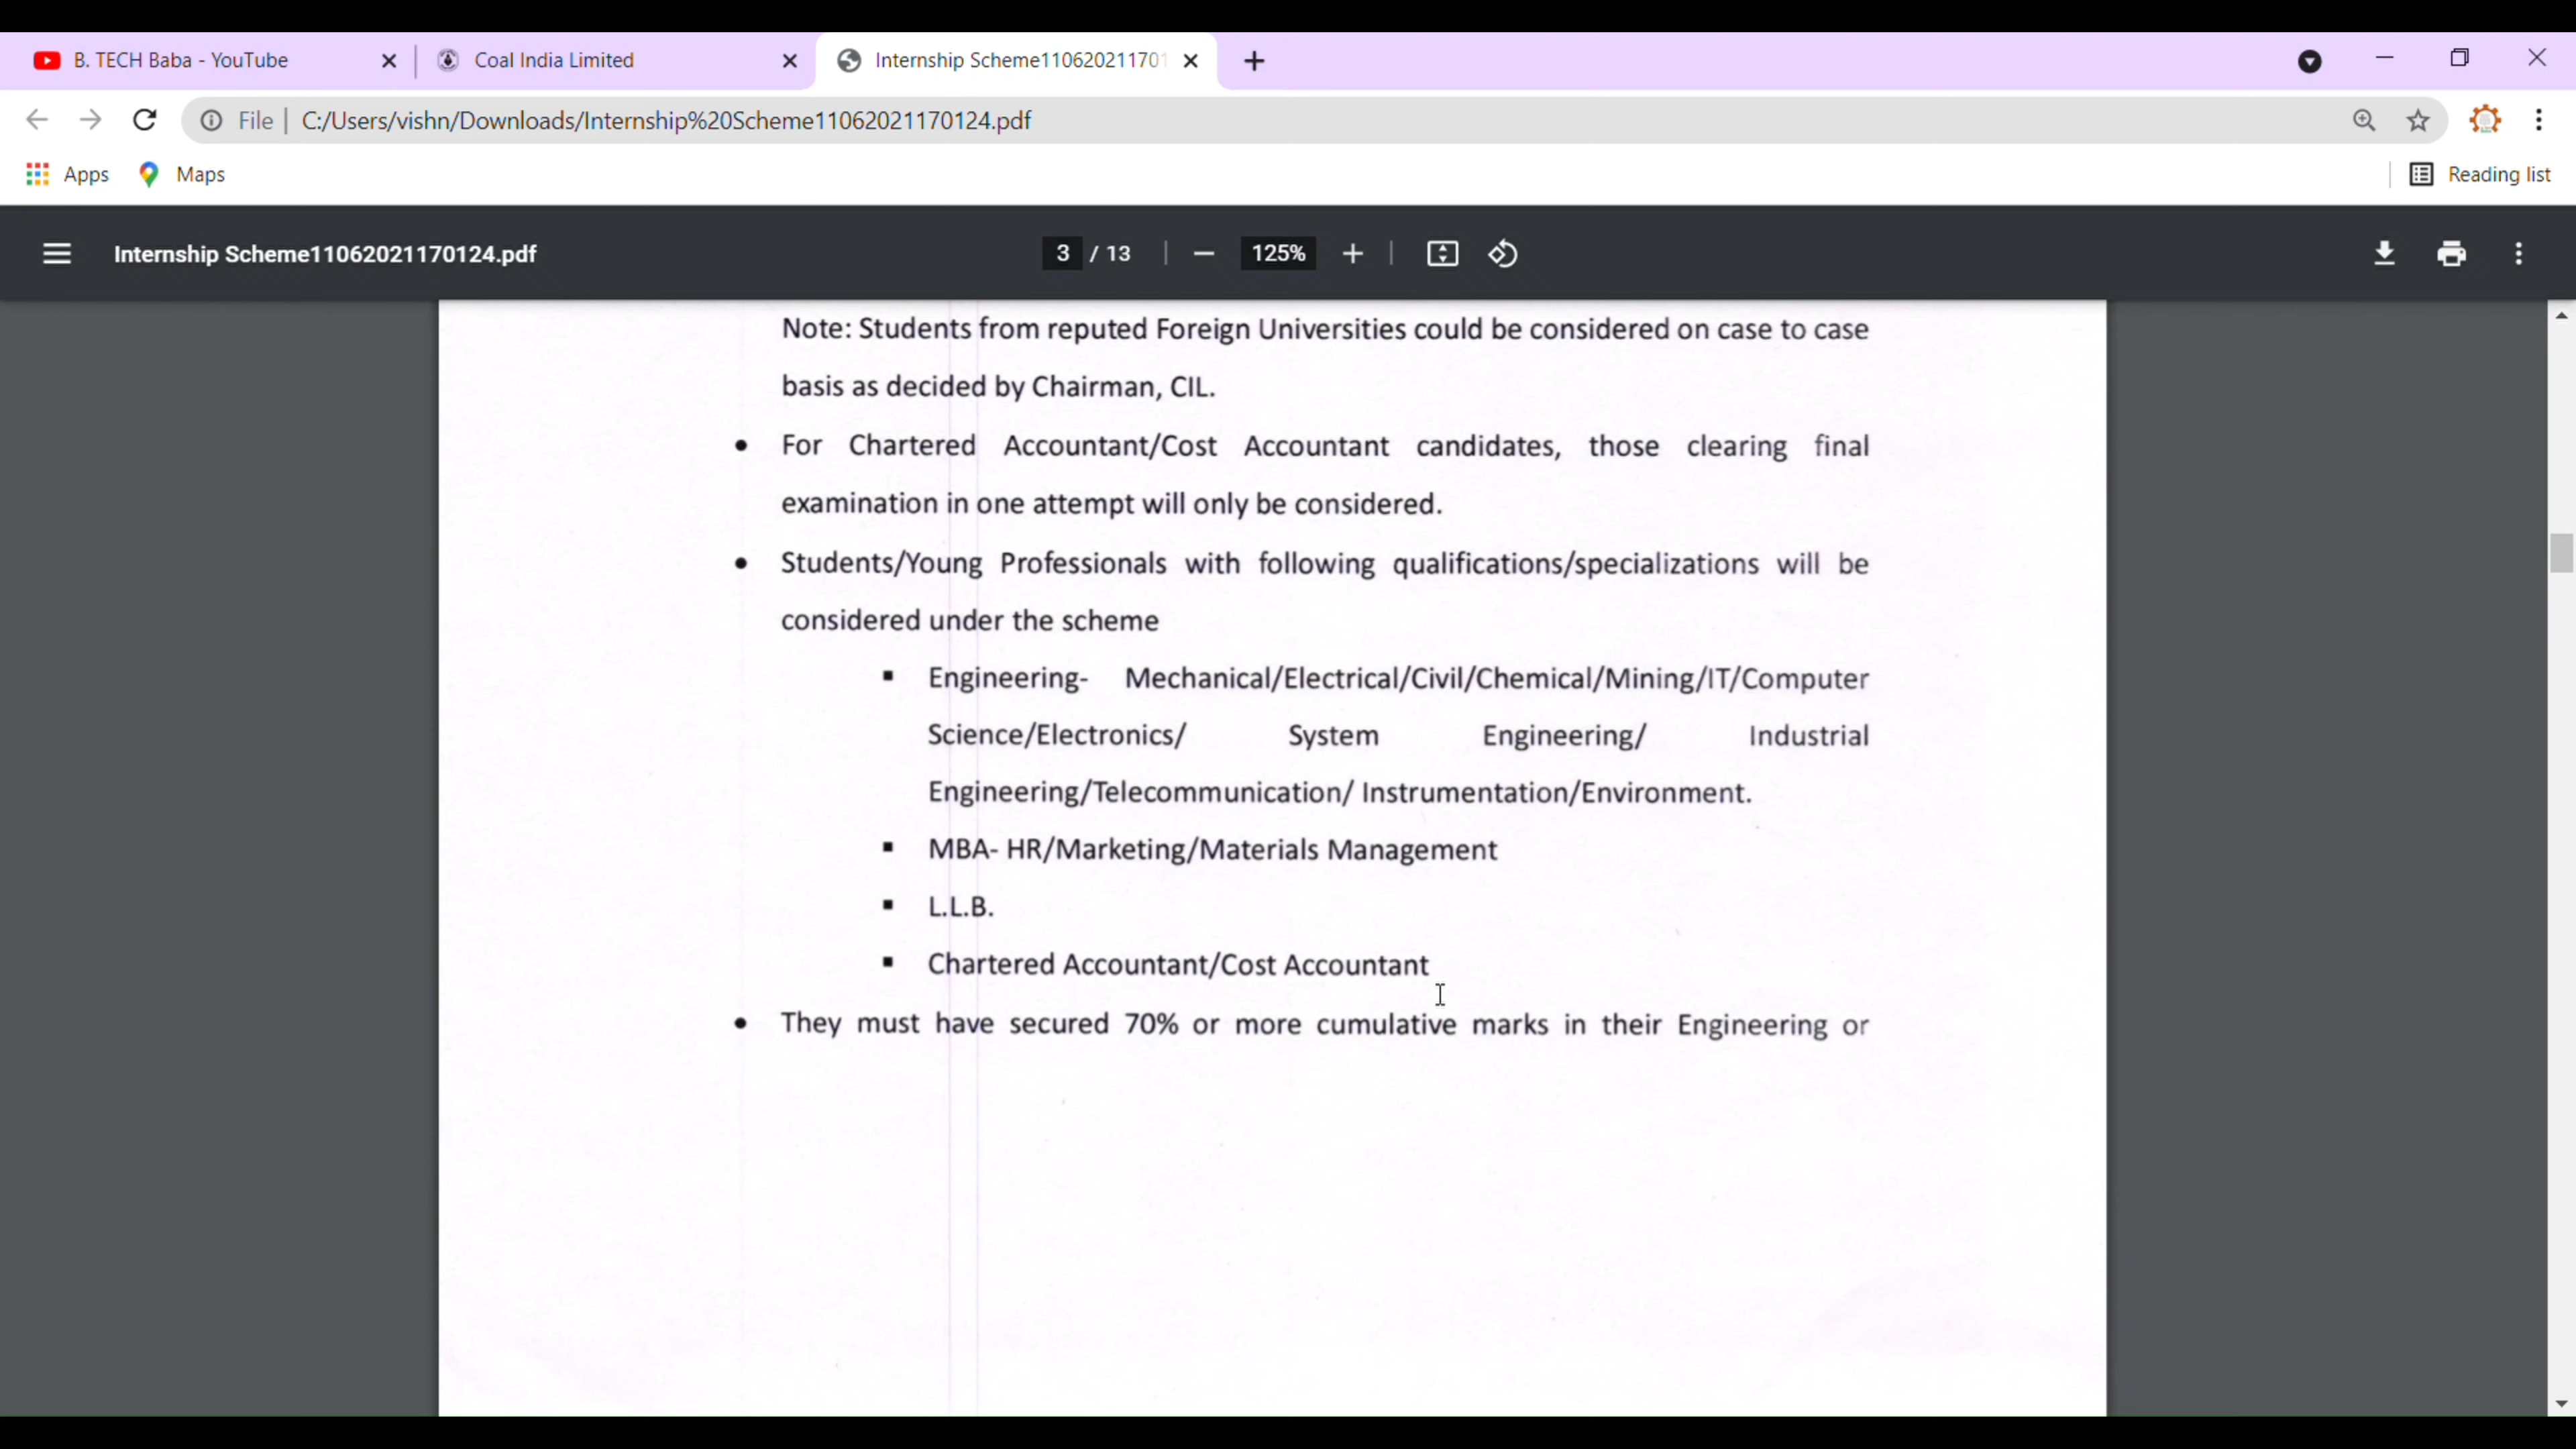 B. TECH Baba - YouTube
Coal India Limited
Internship Scheme110620211701
File | C:/Users/vishn/Downloads/Internship%20Scheme11062021170124.pdf
Apps
Maps
Reading list
Internship Scheme11062021170124.pdf
3 / 13
125%
Note: Students from reputed Foreign Universities could be considered on case to case
basis as decided by Chairman, CIL.
• For Chartered Accountant/Cost Accountant candidates, those clearing final
examination in one attempt will only be considered.
• Students/Young Professionals with following qualifications/specializations will be
considered under the scheme
▪ Engineering- Mechanical/Electrical/Civil/Chemical/Mining/IT/Computer
Science/Electronics/ System Engineering/ Industrial
Engineering/Telecommunication/ Instrumentation/Environment.
▪ MBA- HR/Marketing/Materials Management
▪ L.L.B.
▪ Chartered Accountant/Cost Accountant
• They must have secured 70% or more cumulative marks in their Engineering or